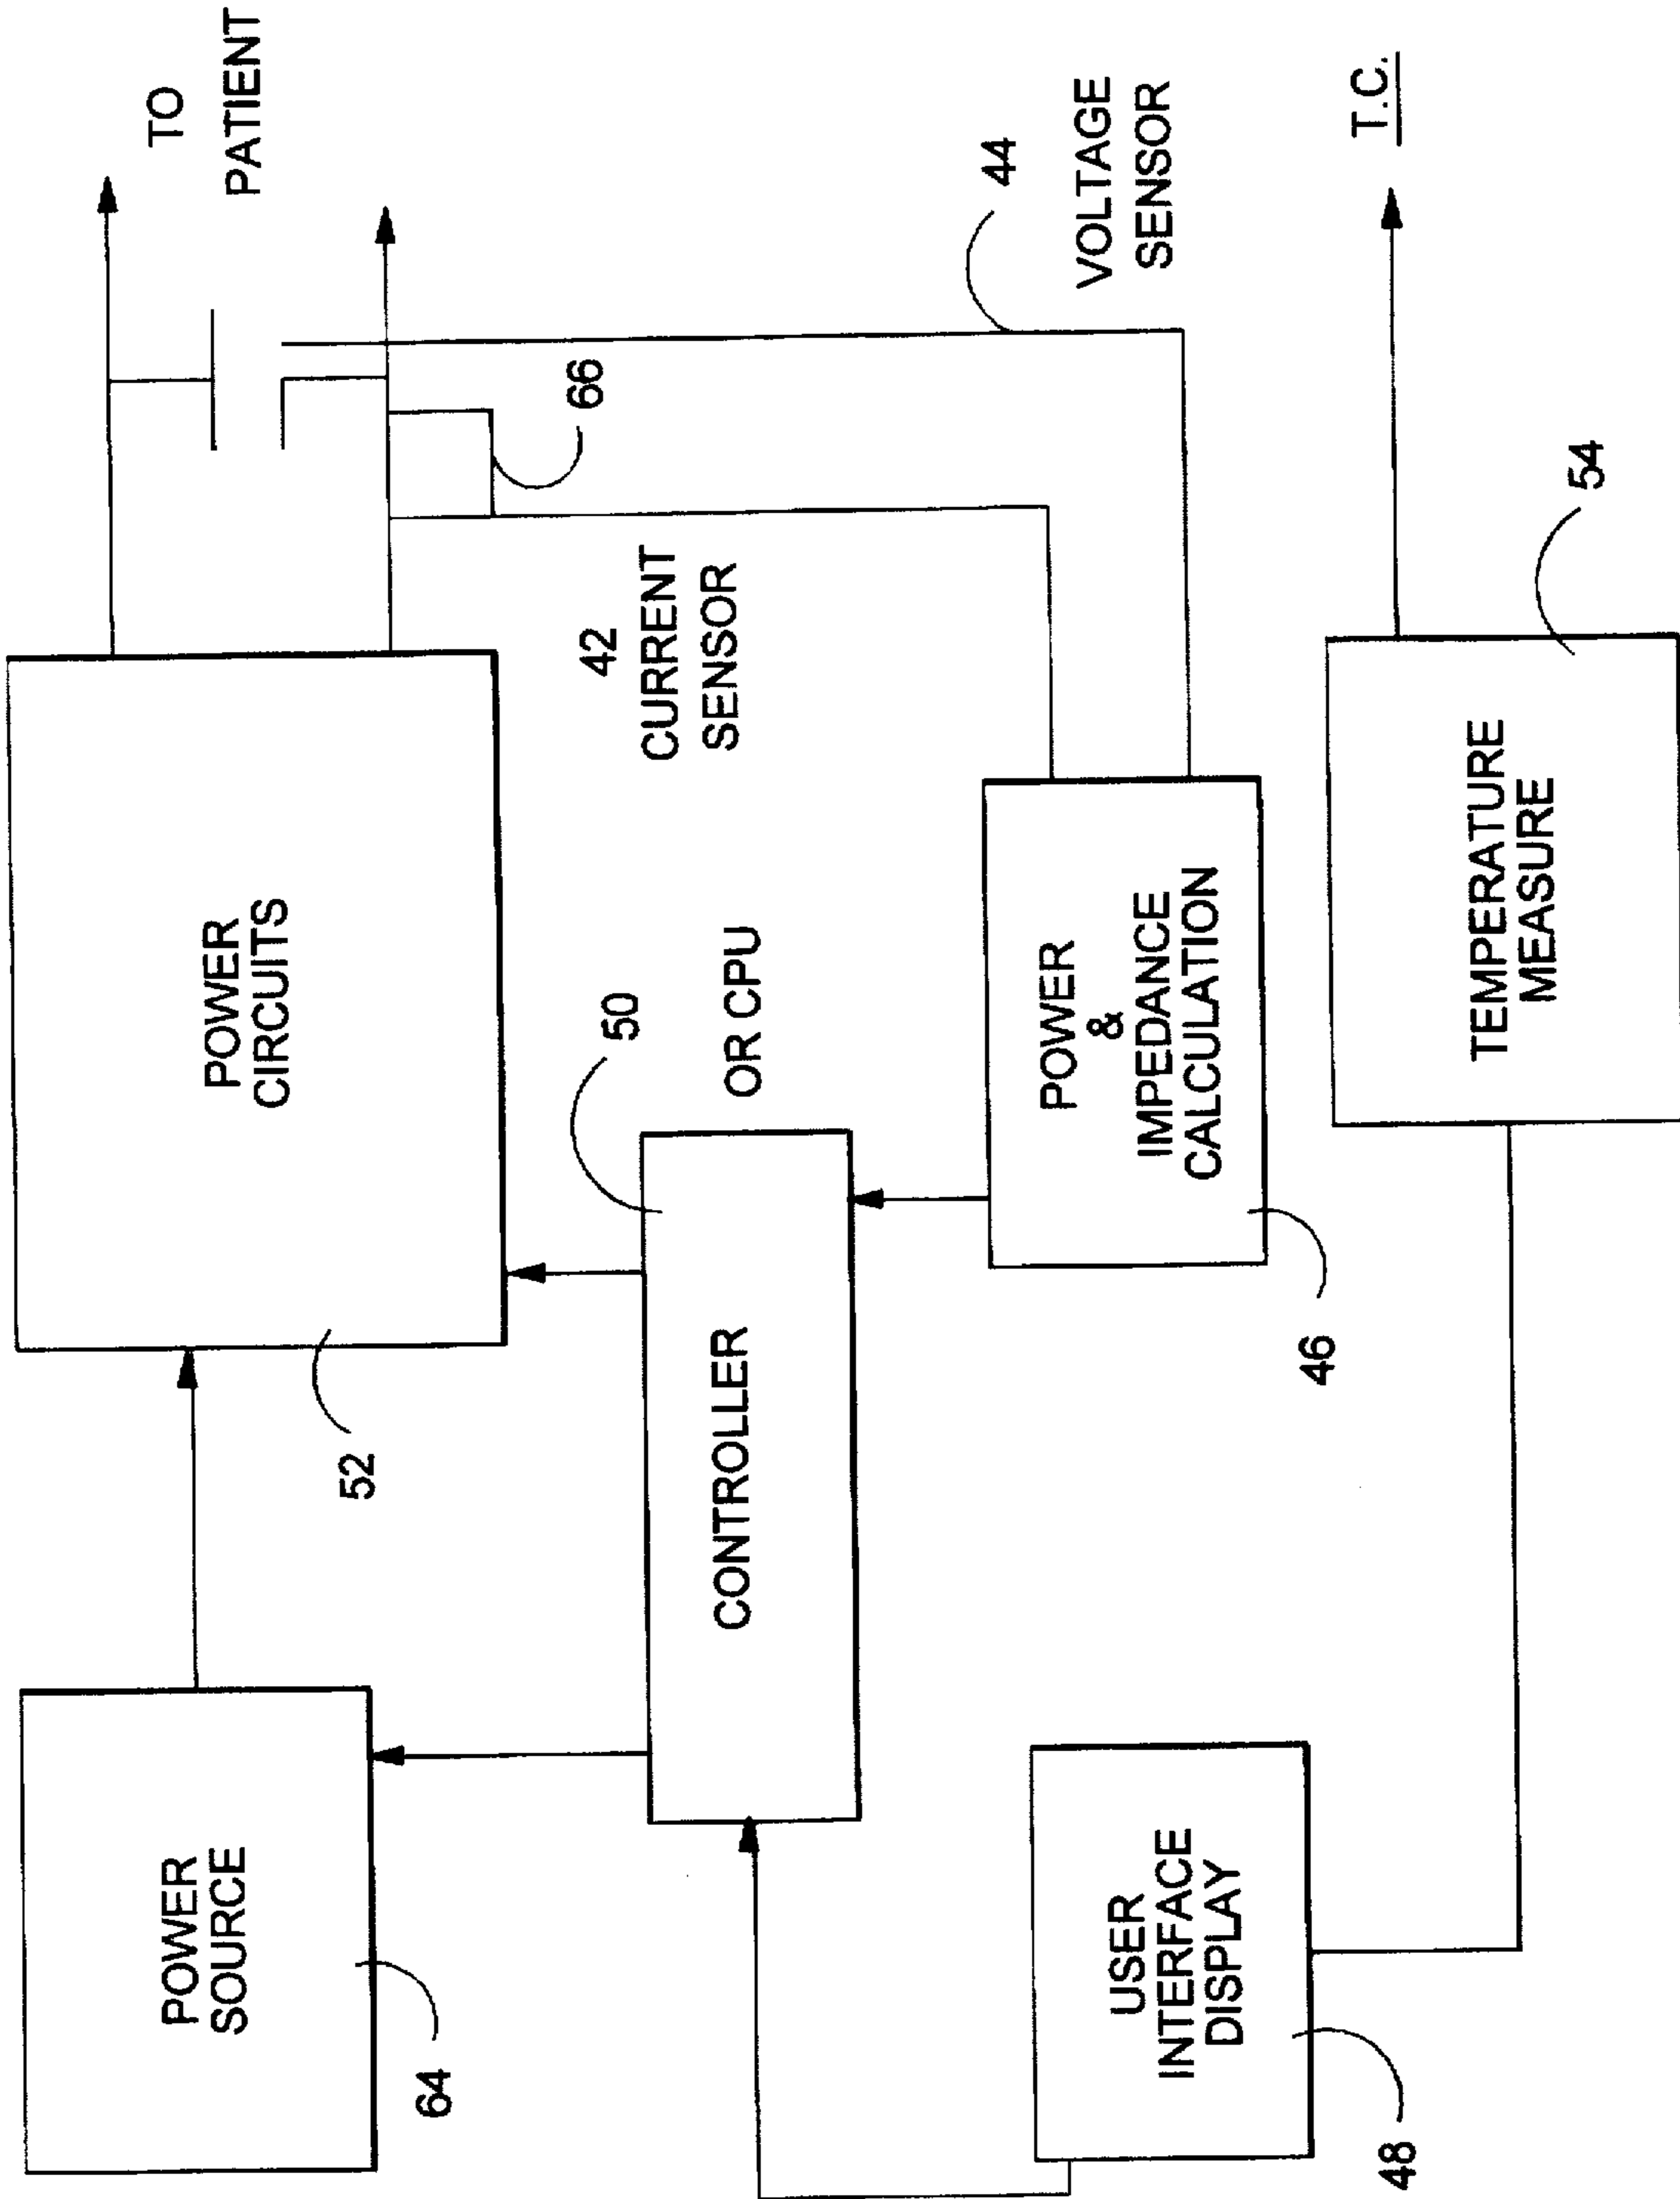 POWER
SOURCE
64
POWER
CIRCUITS
52
TO
PATIENT
CONTROLLER
50
OR CPU
42
CURRENT
SENSOR
66
44
VOLTAGE
SENSOR
USER
INTERFACE
DISPLAY
48
POWER
&
IMPEDANCE
CALCULATION
46
TEMPERATURE
MEASURE
54
T.C.